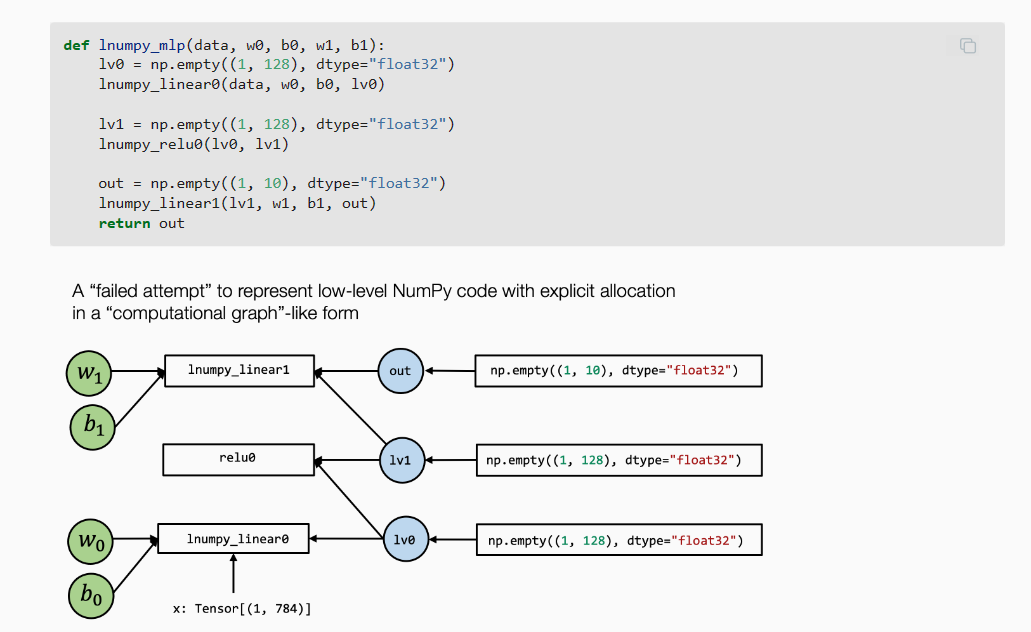 def lnumpy_mlp(data, w0, b0, w1, b1):
    lv0 = np.empty((1, 128), dtype="float32")
    lnumpy_linear0(data, w0, b0, lv0)

    lv1 = np.empty((1, 128), dtype="float32")
    lnumpy_relu0(lv0, lv1)

    out = np.empty((1, 10), dtype="float32")
    lnumpy_linear1(lv1, w1, b1, out)
    return out
A “failed attempt” to represent low-level NumPy code with explicit allocation
in a “computational graph”-like form
w1 lnumpy_linear1 out np.empty((1, 10), dtype="float32")
b1
relu0 lv1 np.empty((1, 128), dtype="float32")
w0 lnumpy_linear0 lv0 np.empty((1, 128), dtype="float32")
b0
x: Tensor[(1, 784)]